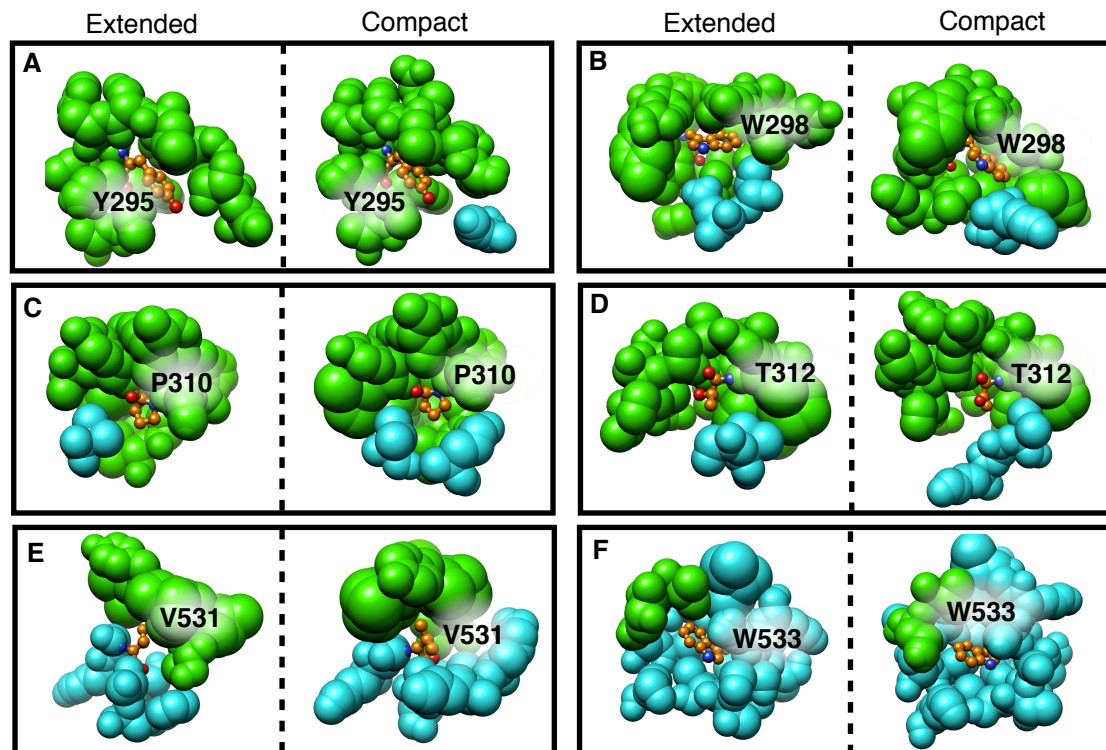 Extended Compact Extended Compact
A B
Y295 Y295 W298 W298
C D
P310 P310 T312 T312
E F
V531 V531 W533 W533